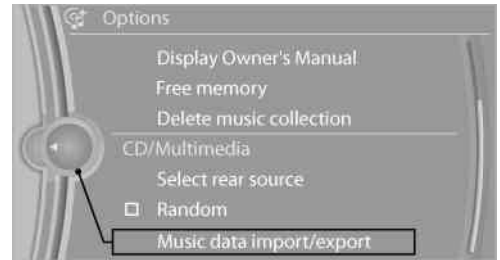 Options
Display Owner's Manual
Free memory
Delete music collection
CD/Multimedia
Select rear source
Random
Music data import/export